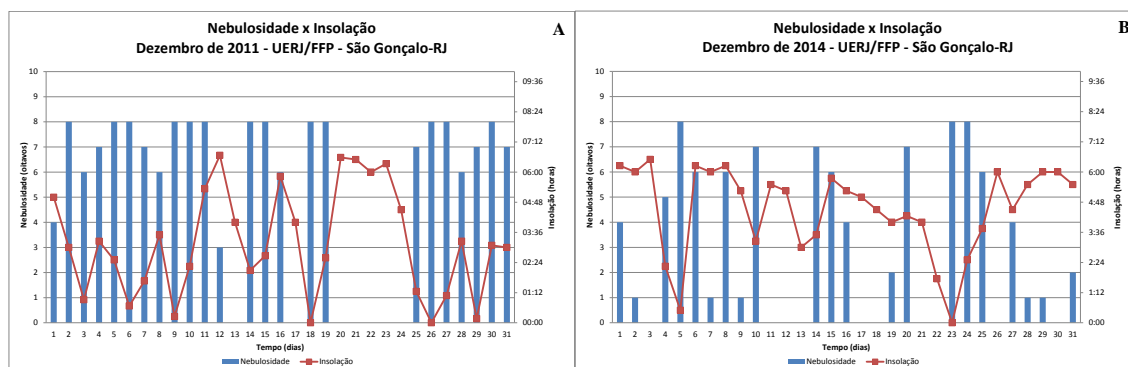 Nebulosidade x Insolação
Dezembro de 2011 - UERJ/FFP - São Gonçalo-RJ
A
Nebulosidade (oitavos)
10
9
8
7
6
5
4
3
2
1
0
09:36
08:24
07:12
06:00
04:48
03:36
02:24
01:12
00:00
Insolação (horas)
1 2 3 4 5 6 7 8 9 10 11 12 13 14 15 16 17 18 19 20 21 22 23 24 25 26 27 28 29 30 31
Tempo (dias)
Nebulosidade Insolação
Nebulosidade x Insolação
Dezembro de 2014 - UERJ/FFP - São Gonçalo-RJ
B
Nebulosidade (oitavos)
10
9
8
7
6
5
4
3
2
1
0
9:36
8:24
7:12
6:00
4:48
3:36
2:24
1:12
0:00
Insolação (horas)
1 2 3 4 5 6 7 8 9 10 11 12 13 14 15 16 17 18 19 20 21 22 23 24 25 26 27 28 29 30 31
Tempo (dias)
Nebulosidade Insolação